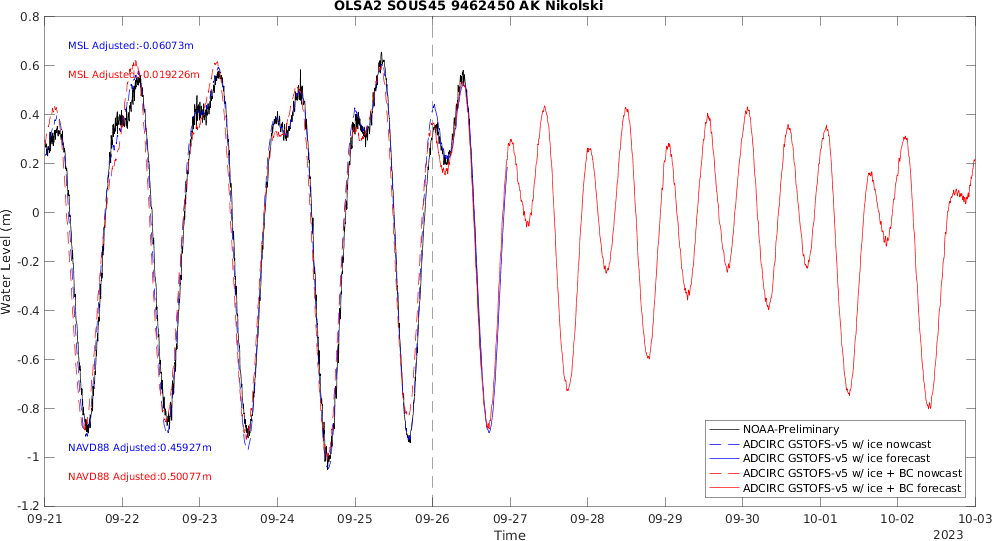 OLSA2 SOUS45 9462450 AK Nikolski
0.8
0.6
0.4
0.2
0
-0.2
-0.4
-0.6
-0.8
-1
-1.2
Water Level (m)
MSL Adjusted:-0.06073m
MSL Adjusted:-0.019226m
NAVD88 Adjusted:0.45927m
NAVD88 Adjusted:0.50077m
NOAA-Preliminary
ADCIRC GSTOFS-v5 w/ ice nowcast
ADCIRC GSTOFS-v5 w/ ice forecast
ADCIRC GSTOFS-v5 w/ ice + BC nowcast
ADCIRC GSTOFS-v5 w/ ice + BC forecast
09-21 09-22 09-23 09-24 09-25 09-26 09-27 09-28 09-29 09-30 10-01 10-02 10-03
Time
2023